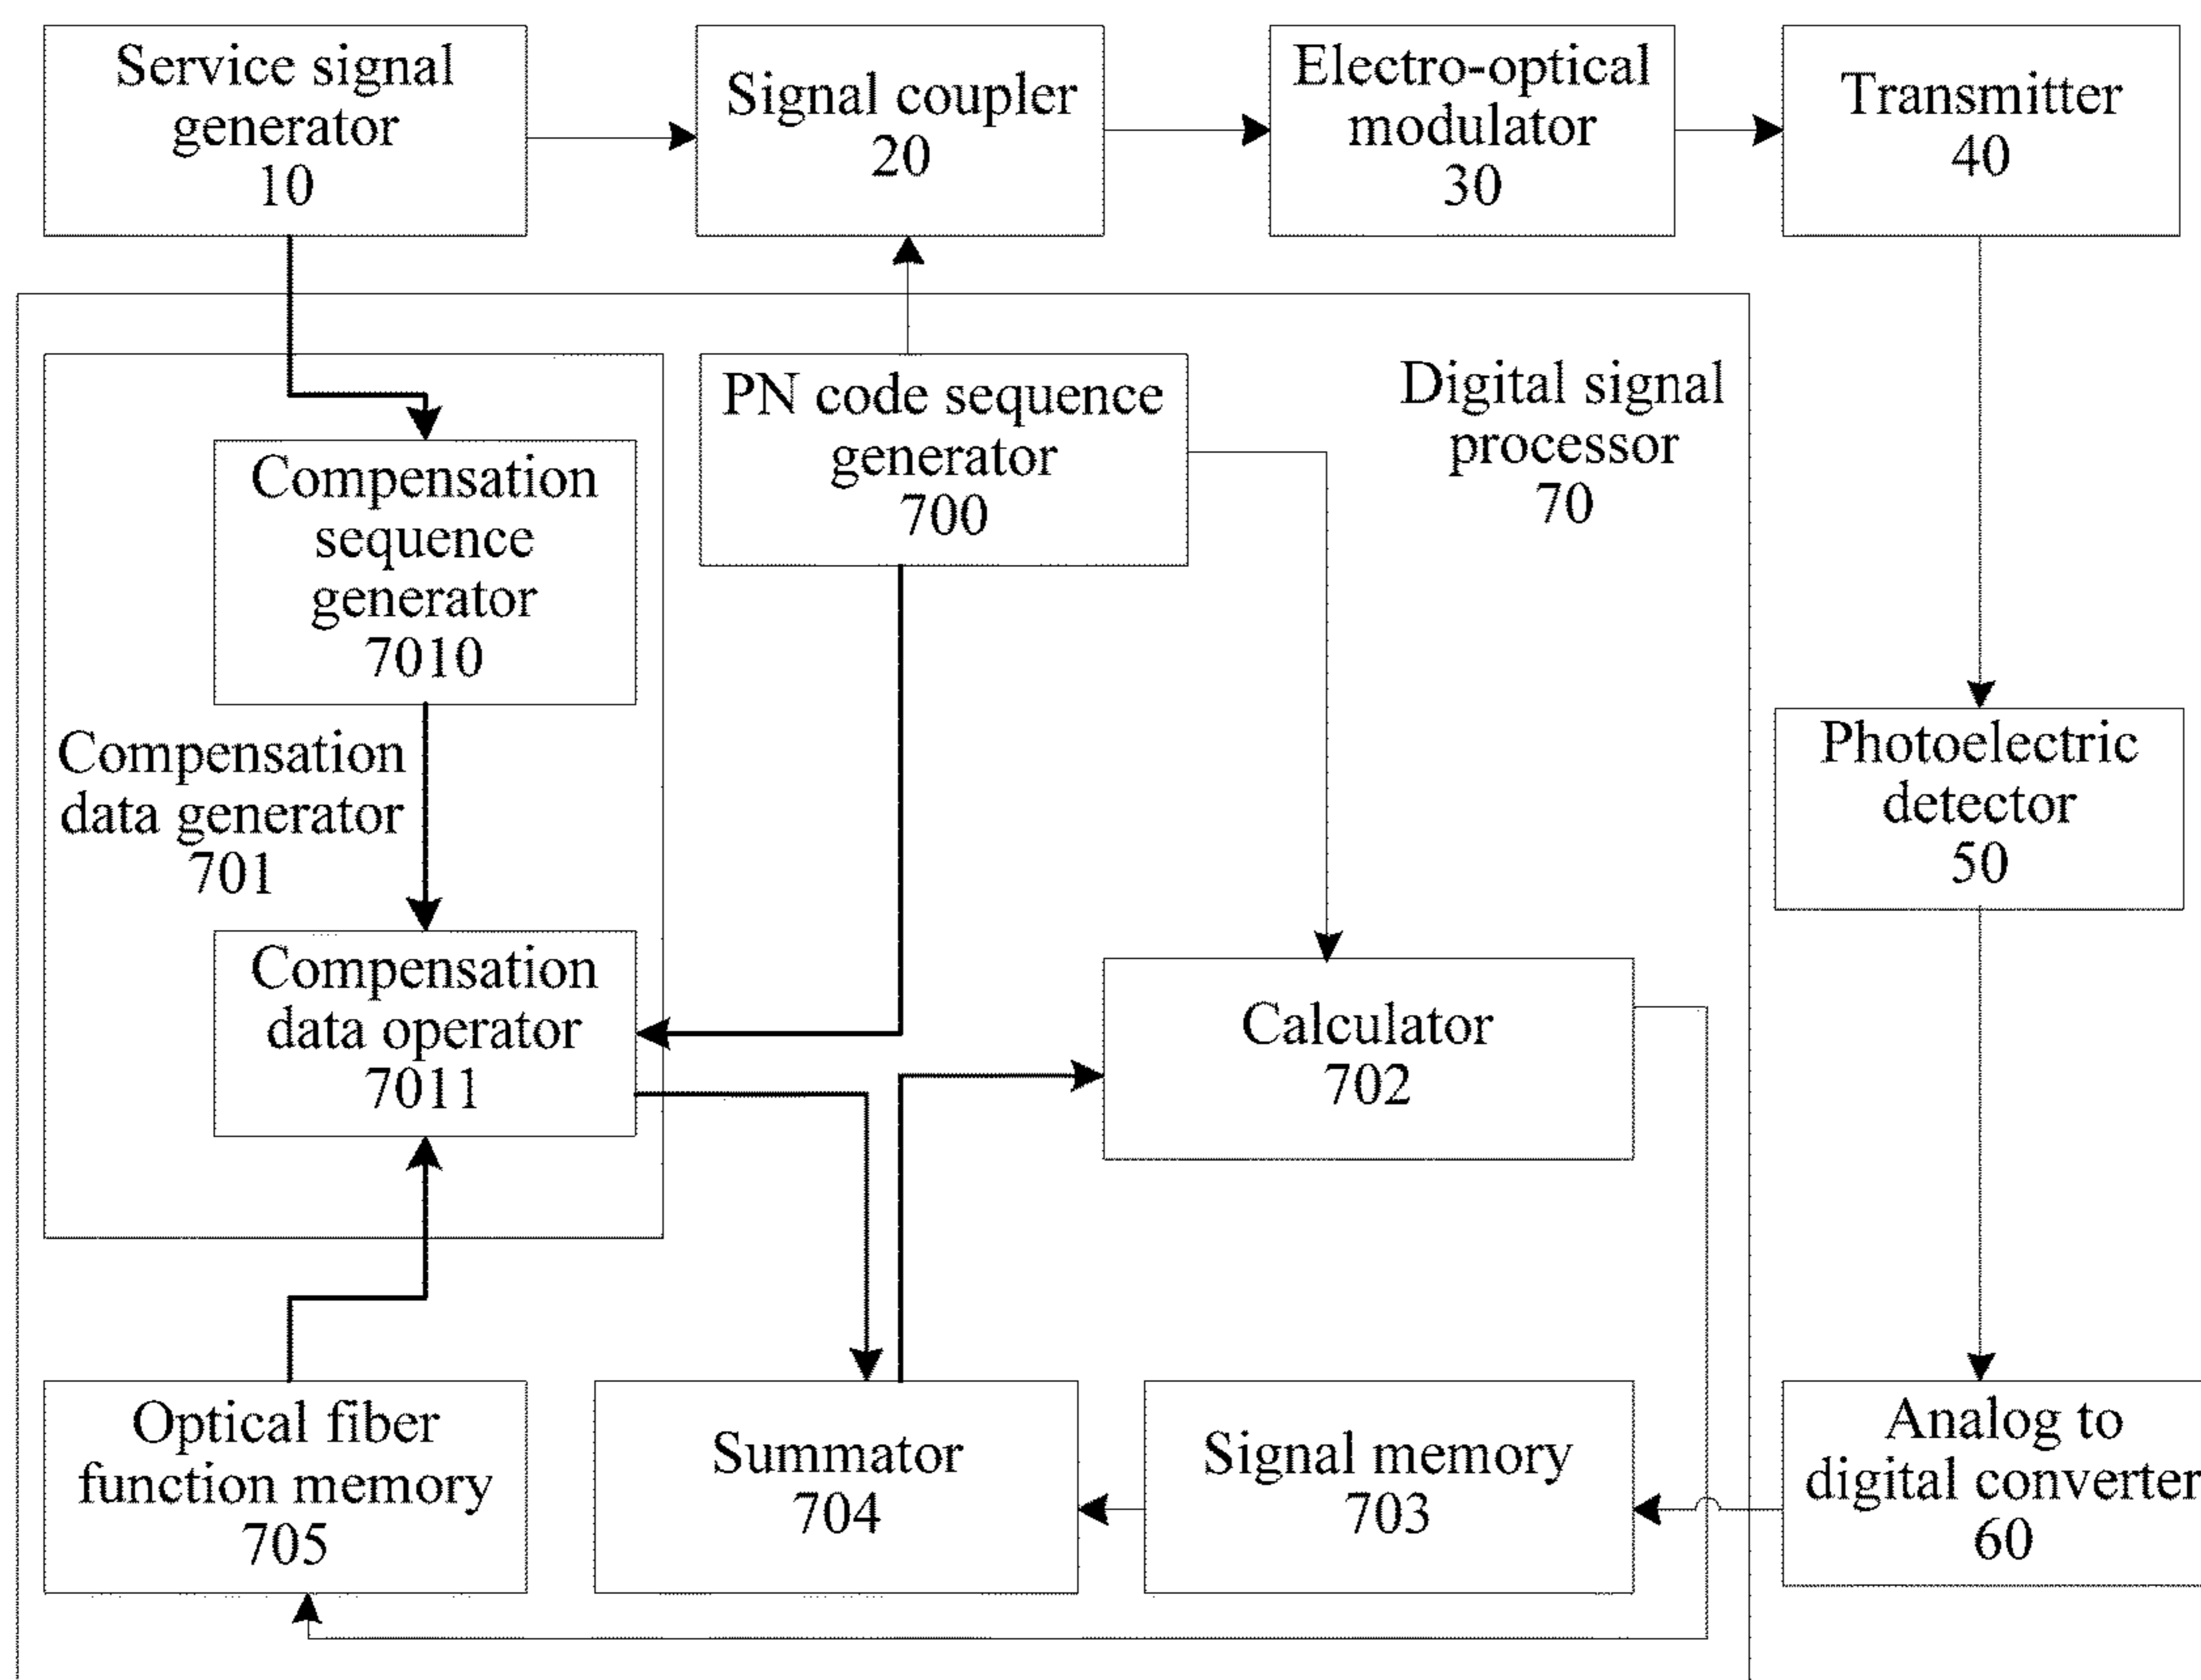 Service signal
generator
10
Signal coupler
20
Electro-optical
modulator
30
Transmitter
40
PN code sequence
generator
700
Digital signal
processor
70
Compensation
sequence
generator
7010
Compensation
data generator
701
Photoelectric
detector
50
Compensation
data operator
7011
Calculator
702
Optical fiber
function memory
705
Summator
704
Signal memory
703
Analog to
digital converter
60